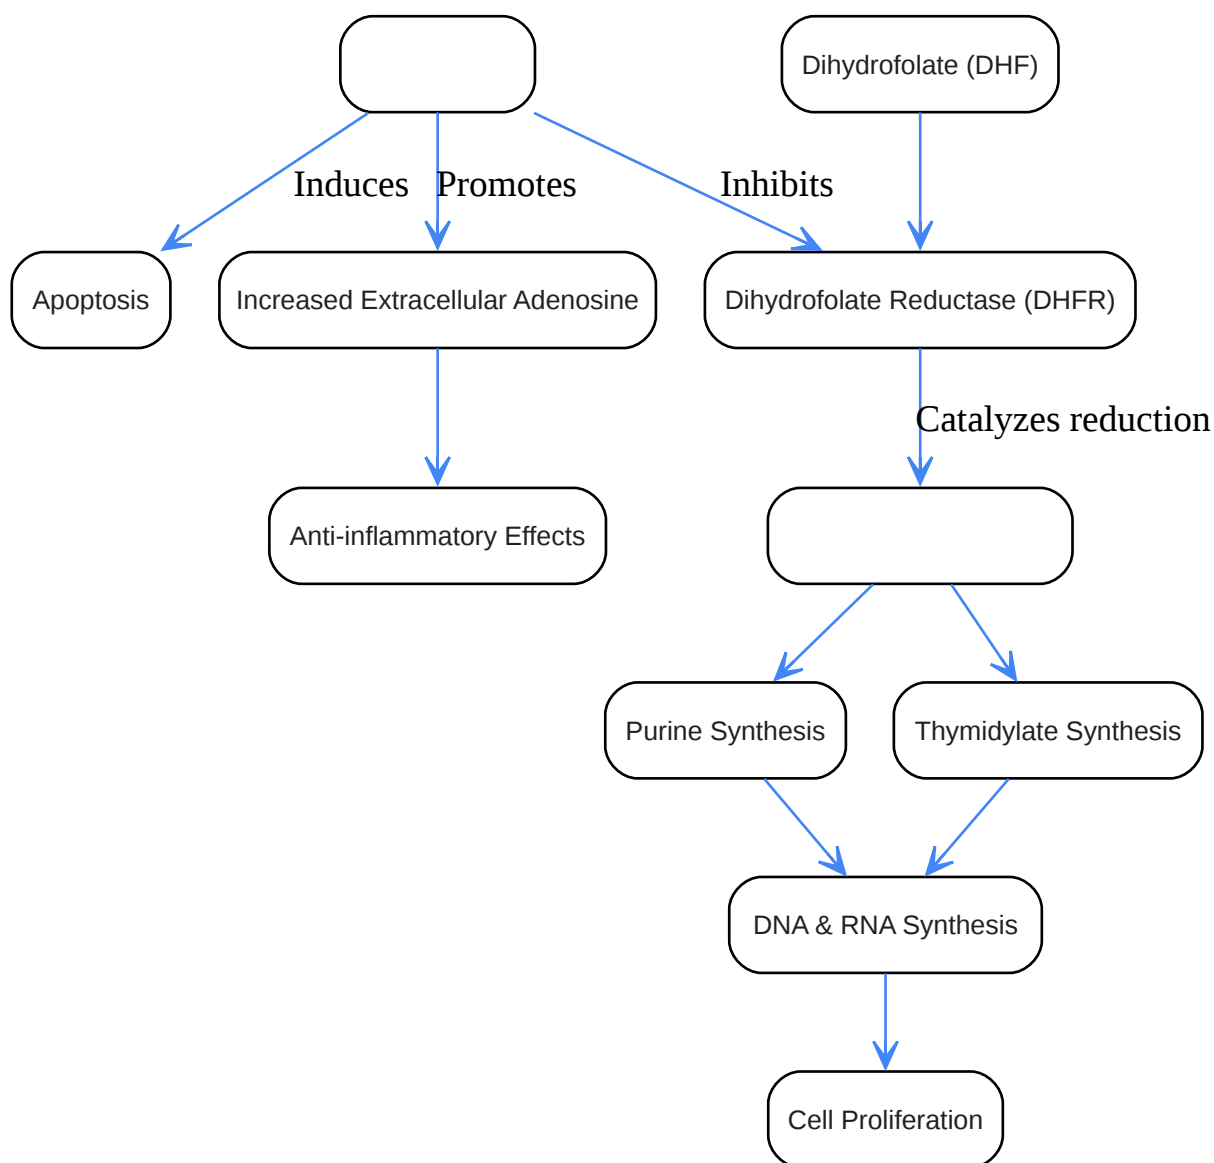 Dihydrofolate (DHF)
Induces
Promotes
Inhibits
Apoptosis
Increased Extracellular Adenosine
Dihydrofolate Reductase (DHFR)
Catalyzes reduction
Anti-inflammatory Effects
Purine Synthesis
Thymidylate Synthesis
DNA & RNA Synthesis
Cell Proliferation